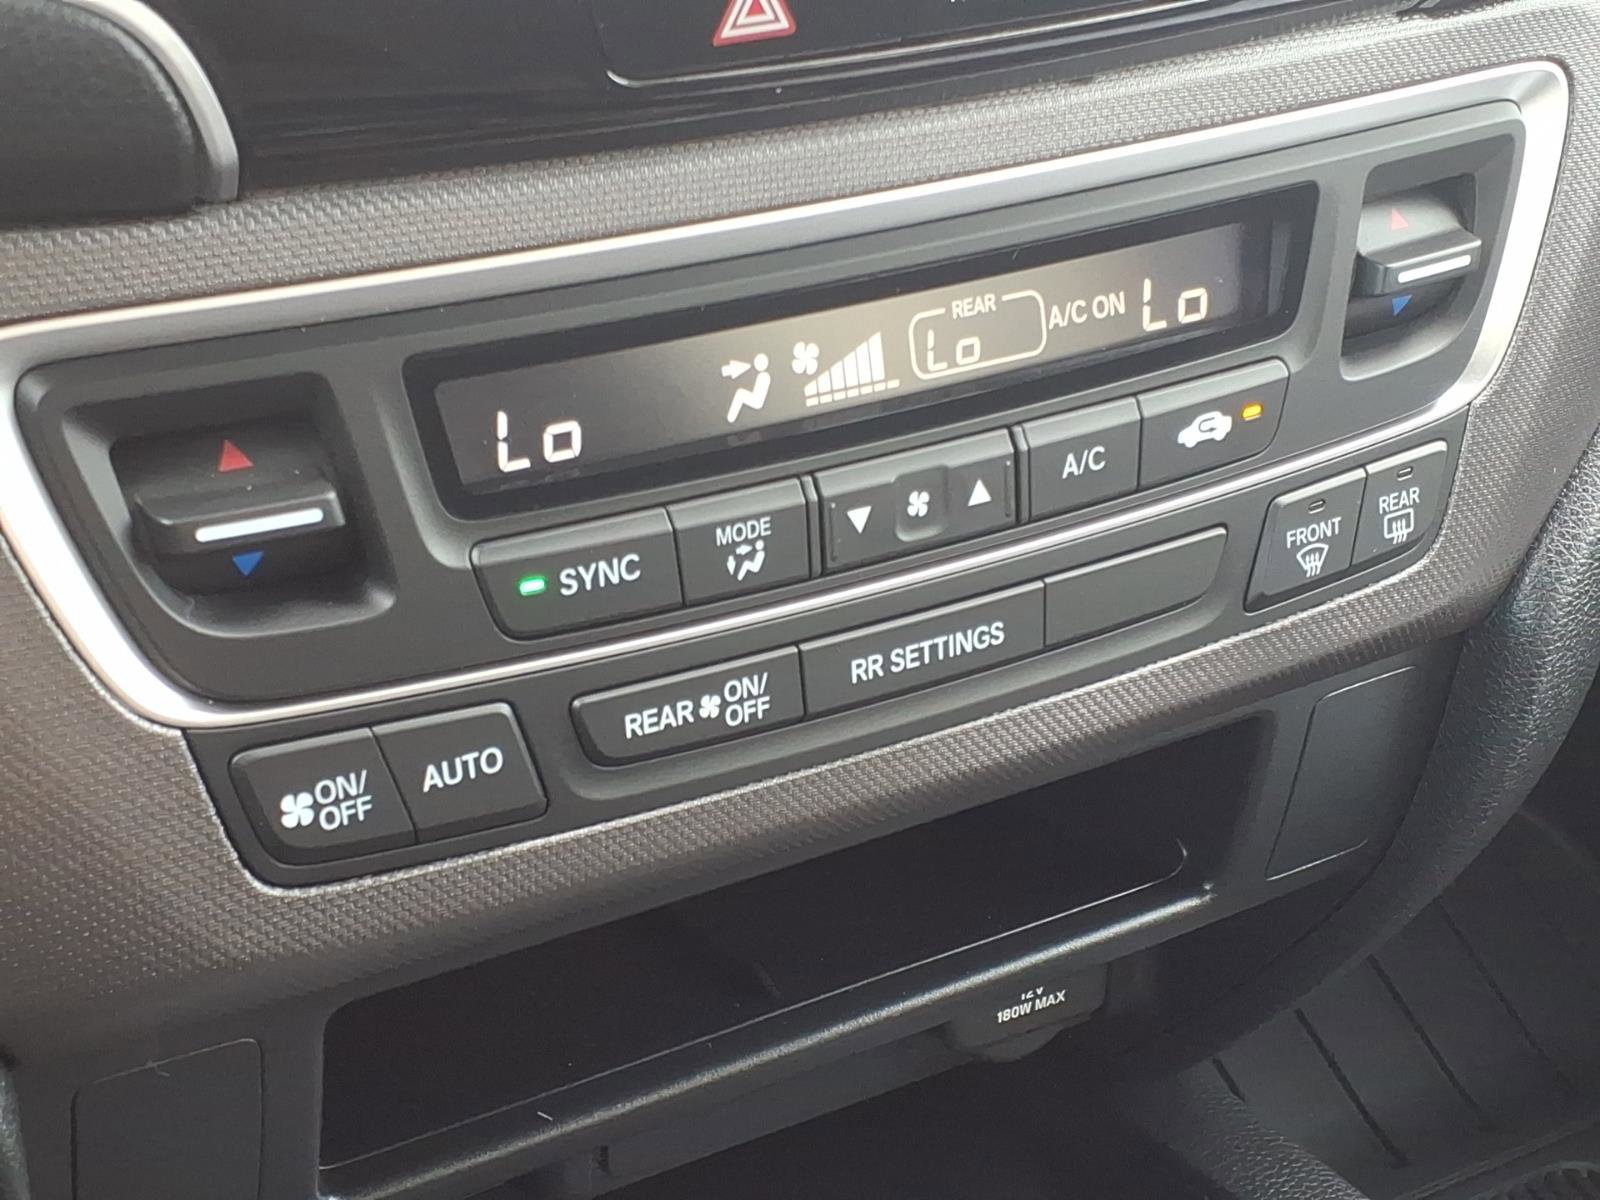 Lo
REAR
Lo
A/C ON
Lo
SYNC
MODE
A/C
FRONT
REAR
ON/
OFF
AUTO
REAR
ON/
OFF
RR SETTINGS
12V
180W MAX